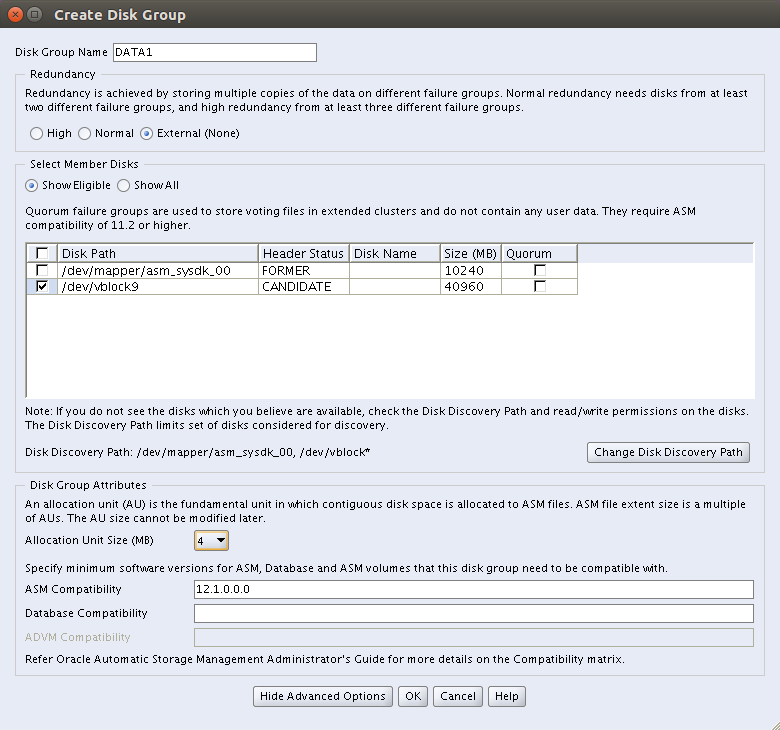 Create Disk Group
Disk Group Name DATA1
Redundancy
Redundancy is achieved by storing multiple copies of the data on different failure groups. Normal redundancy needs disks from at least
two different failure groups, and high redundancy from at least three different failure groups.
High Normal External (None)
Select Member Disks
Show Eligible Show All
Quorum failure groups are used to store voting files in extended clusters and do not contain any user data. They require ASM
compatibility of 11.2 or higher.
Disk Path Header Status Disk Name Size (MB) Quorum
/dev/mapper/asm_sysdk_00 FORMER 10240
/dev/vblock9 CANDIDATE 40960
Note: If you do not see the disks which you believe are available, check the Disk Discovery Path and read/write permissions on the disks.
The Disk Discovery Path limits set of disks considered for discovery.
Disk Discovery Path: /dev/mapper/asm_sysdk_00, /dev/vblock* Change Disk Discovery Path
Disk Group Attributes
An allocation unit (AU) is the fundamental unit in which contiguous disk space is allocated to ASM files. ASM file extent size is a multiple
of AUs. The AU size cannot be modified later.
Allocation Unit Size (MB) 4
Specify minimum software versions for ASM, Database and ASM volumes that this disk group need to be compatible with.
ASM Compatibility 12.1.0.0.0
Database Compatibility
ADVM Compatibility
Refer Oracle Automatic Storage Management Administrator's Guide for more details on the Compatibility matrix.
Hide Advanced Options OK Cancel Help